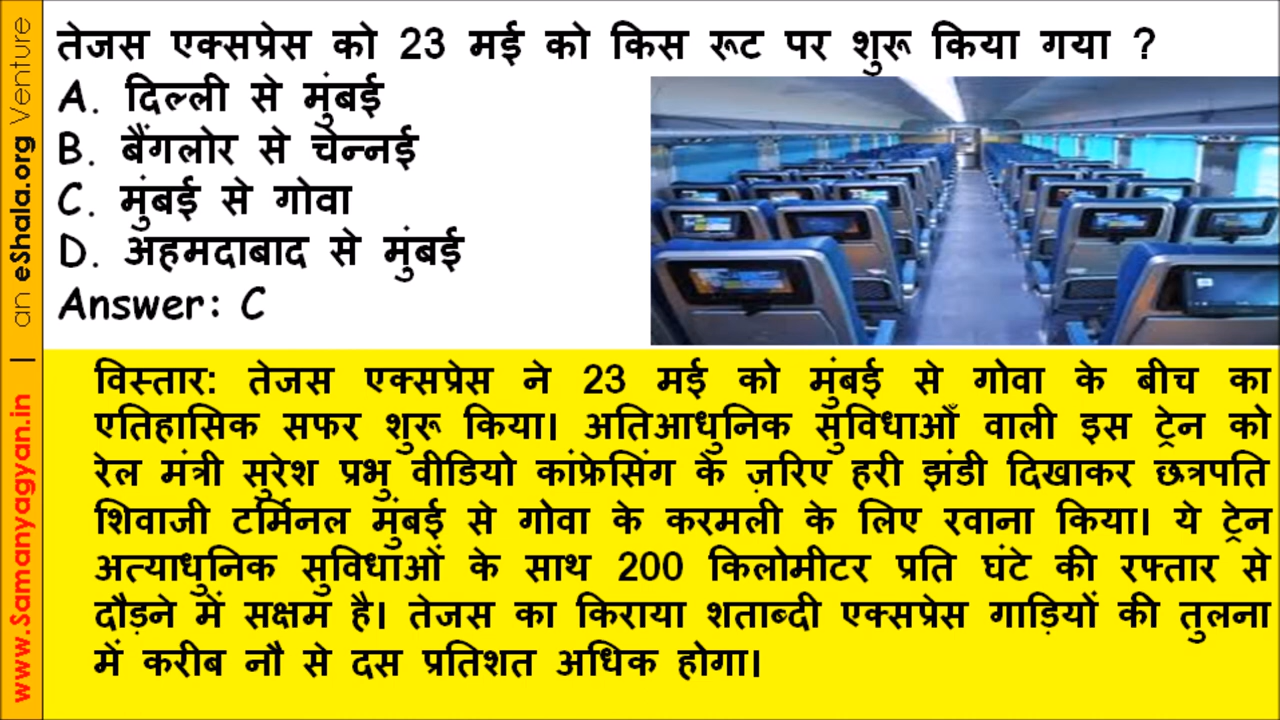 तेजस एक्सप्रेस को 23 मई को किस रूट पर शुरू किया गया ?
A. दिल्ली से मुंबई
B. बैंगलोर से चेन्नई
C. मुंबई से गोवा
D. अहमदाबाद से मुंबई
Answer: C
विस्तार: तेजस एक्सप्रेस ने 23 मई को मुंबई से गोवा के बीच का
एतिहासिक सफर शुरू किया। अतिआधुनिक सुविधाओँ वाली इस ट्रेन को
रेल मंत्री सुरेश प्रभु वीडियो कांफ्रेसिंग के ज़रिए हरी झंडी दिखाकर छत्रपति
शिवाजी टर्मिनल मुंबई से गोवा के करमली के लिए रवाना किया। ये ट्रेन
अत्याधुनिक सुविधाओं के साथ 200 किलोमीटर प्रति घंटे की रफ्तार से
दौड़ने में सक्षम है। तेजस का किराया शताब्दी एक्सप्रेस गाड़ियों की तुलना
में करीब नौ से दस प्रतिशत अधिक होगा।
www.Samanyagyan.in | an eShala.org Venture